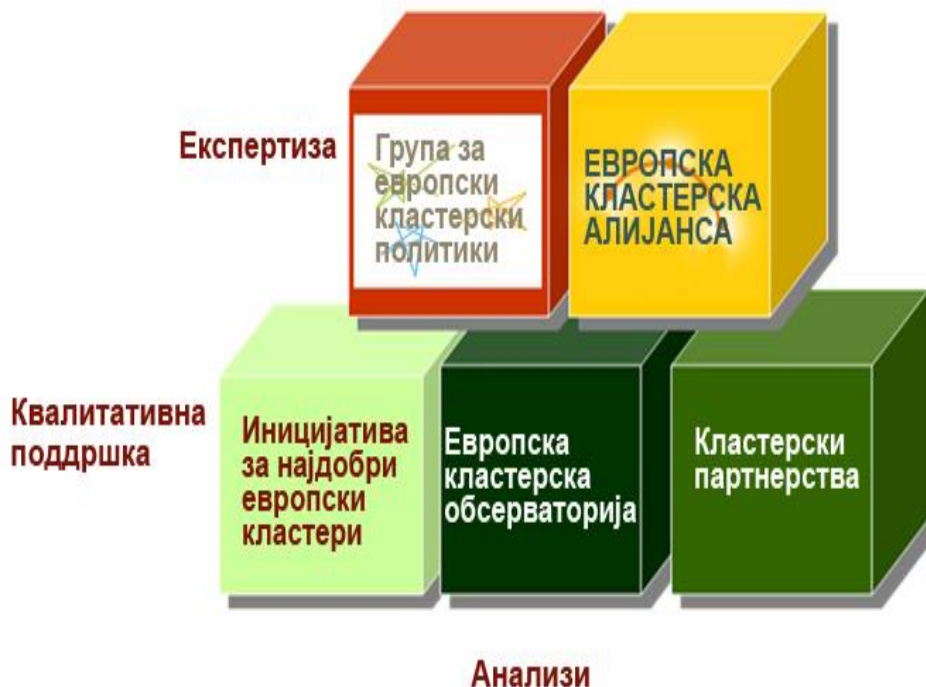 Експертиза
Група за
европски
кластерски
политики
ЕВРОПСКА
КЛАСТЕРСКА
АЛИЈАНСА
Квалитативна
поддршка
Иницијатива
за најдобри
европски
кластери
Европска
кластерска
обсерваторија
Кластерски
партнерства
Анализи